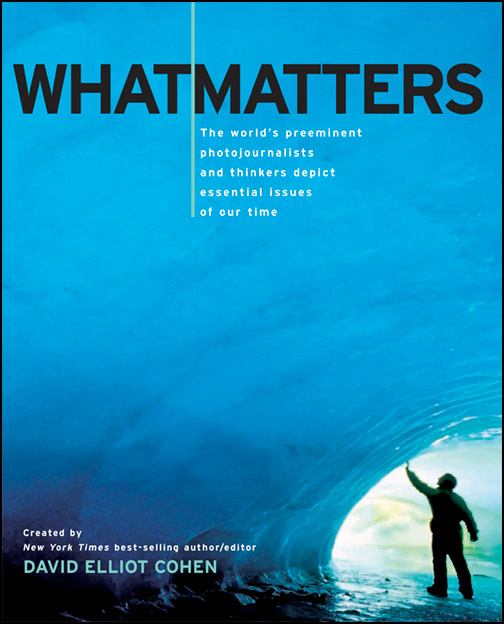 WHATMATTERS
The world's preeminent
photojournalists
and thinkers depict
essential issues
of our time
Created by
New York Times best-selling author/editor
DAVID ELLIOT COHEN